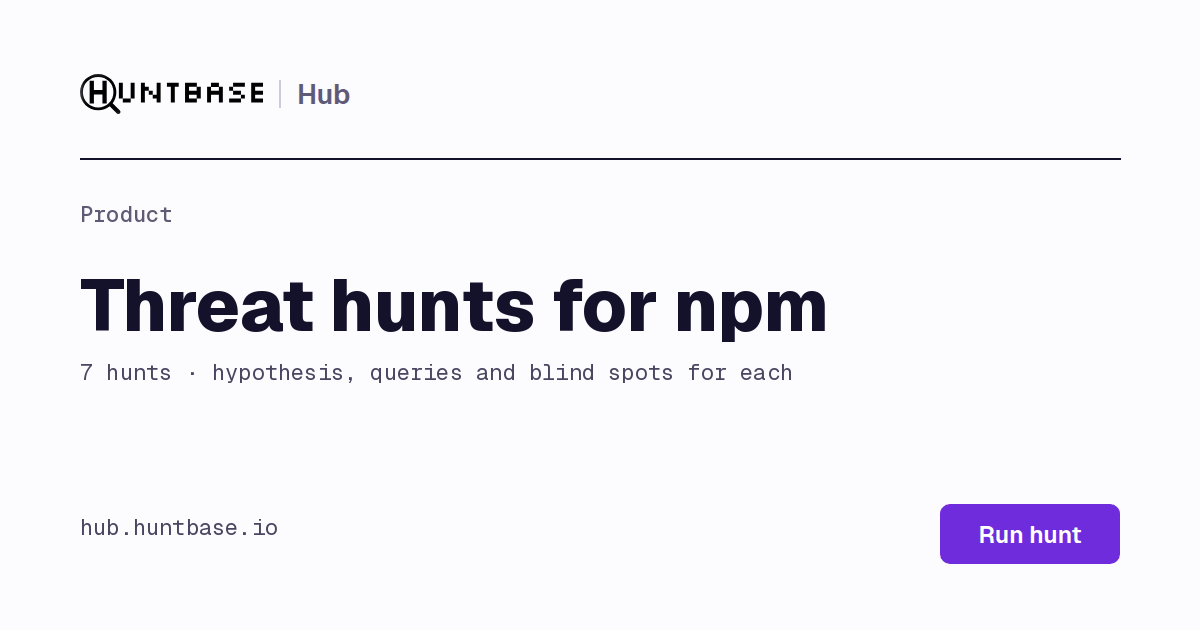 HUNTBASE | Hub
Product
Threat hunts for npm
7 hunts · hypothesis, queries and blind spots for each
hub.huntbase.io
Run hunt